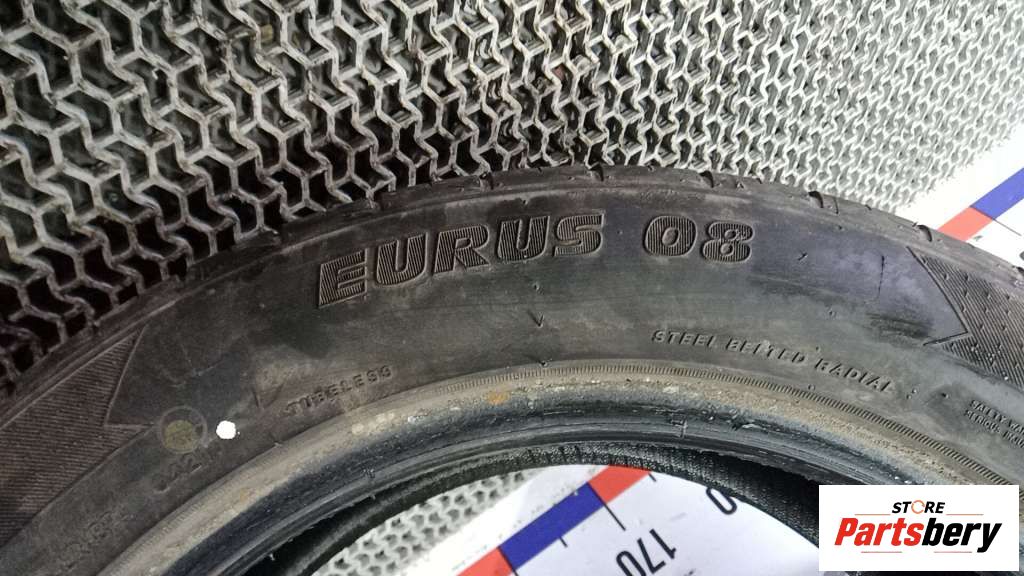 EURUS 08
STEEL BELTED RADIAL
TUBELESS
170
STORE
Partsbery